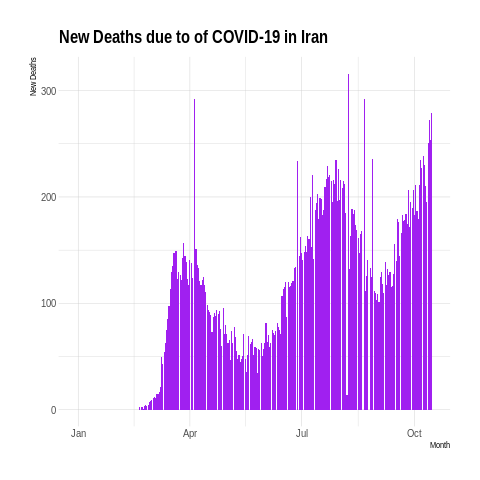 New Deaths due to of COVID-19 in Iran
New Deaths
300
200
100
0
Jan Apr Jul Oct
Month